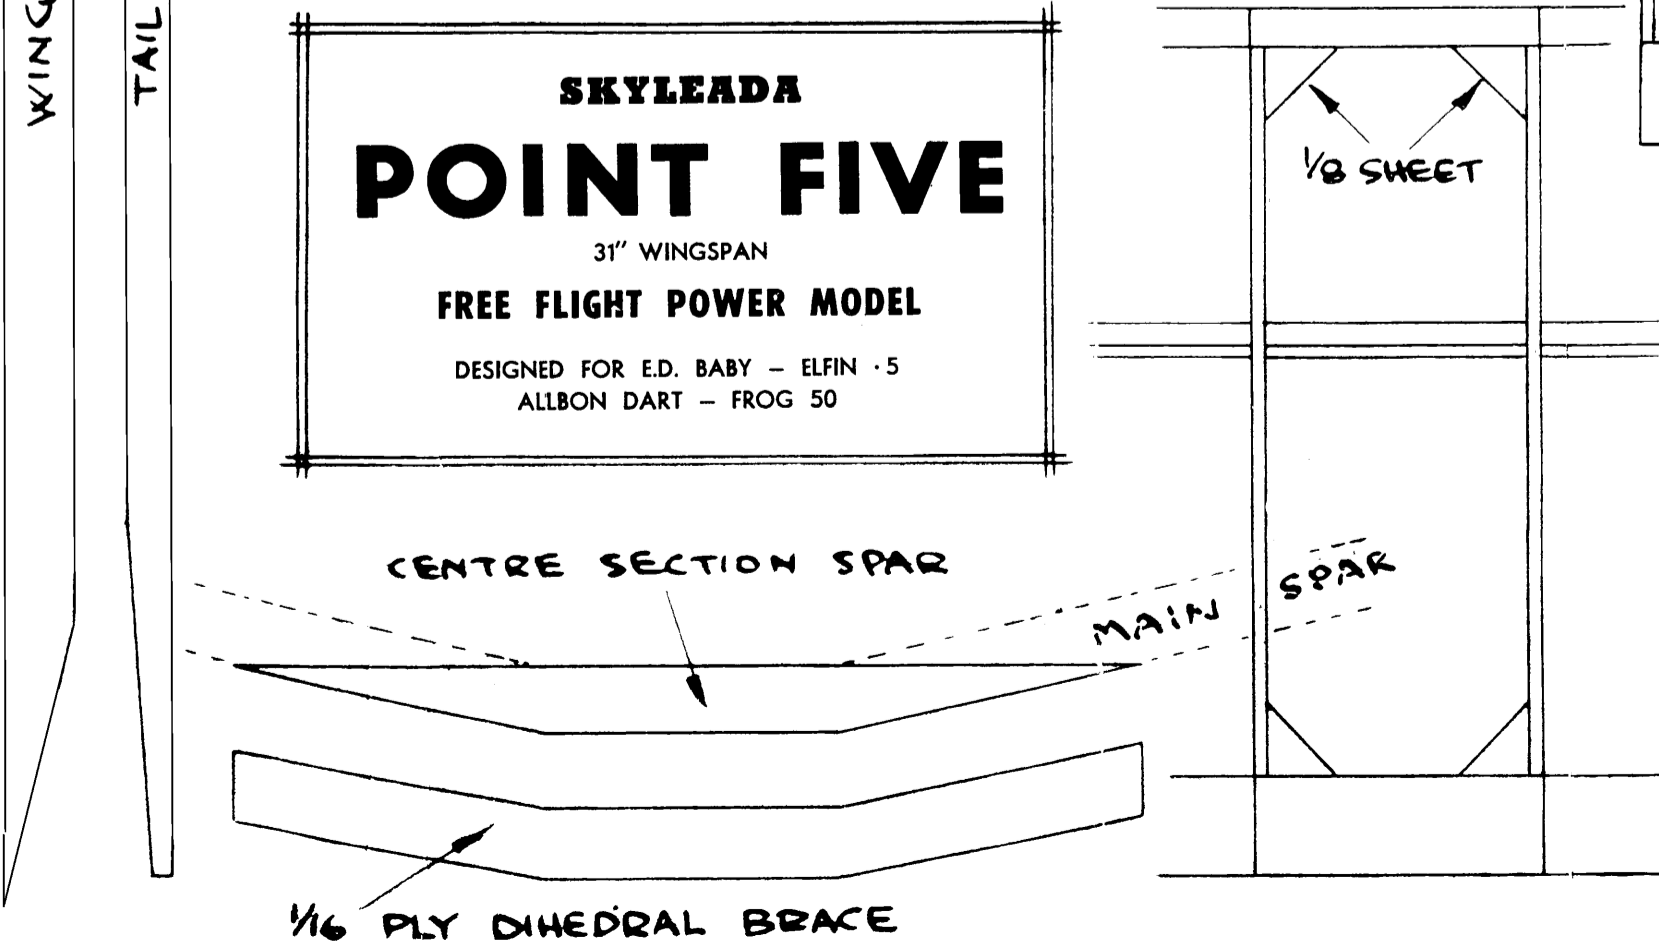 WING
TAIL
SKYLEADA
POINT FIVE
31" WINGSPAN
FREE FLIGHT POWER MODEL
DESIGNED FOR E.D. BABY – ELFIN ·5
ALLBON DART – FROG 50
1/8 SHEET
CENTRE SECTION SPAR
MAIN SPAR
1/16 PLY DIHEDRAL BRACE